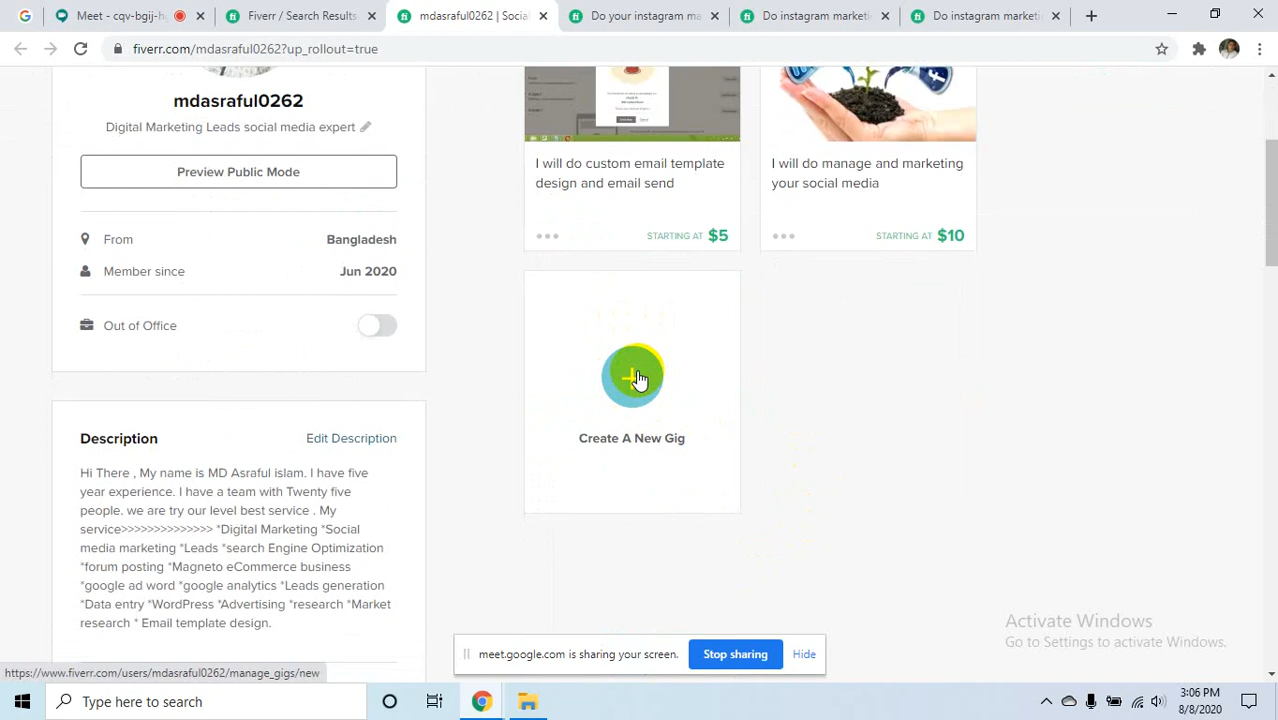 Meet - vqjj-gigij-h
Fiverr / Search Results
mdasraful0262 | Social
Do your instagram ma
Do instagram marketi
Do instagram marketi
fiverr.com/mdasraful0262?up_rollout=true
mdasraful0262
Digital Marketing Leads social media expert
Preview Public Mode
From Bangladesh
Member since Jun 2020
Out of Office
I will do custom email template
design and email send
STARTING AT $5
I will do manage and marketing
your social media
STARTING AT $10
Create A New Gig
Description Edit Description
Hi There , My name is MD Asraful islam. I have five
year experience. I have a team with Twenty five
people. we are try our level best service . My
service>>>>>>>>>>>>>> *Digital Marketing *Social
media marketing *Leads *search Engine Optimization
*forum posting *Magneto eCommerce business
*google ad word *google analytics *Leads generation
*Data entry *WordPress *Advertising *research *Market
research * Email template design.
Activate Windows
Go to Settings to activate Windows.
meet.google.com is sharing your screen. Stop sharing Hide
https://www.fiverr.com/users/mdasraful0262/manage_gigs/new
Type here to search
3:06 PM
8/8/2020